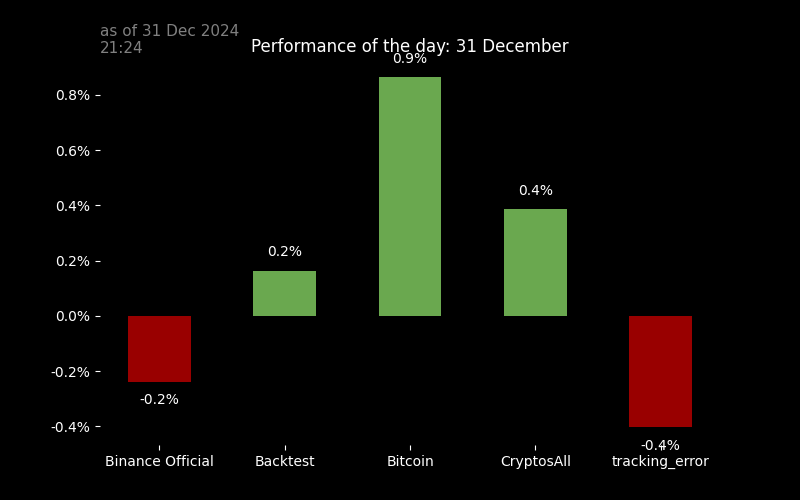 as of 31 Dec 2024
21:24
Performance of the day: 31 December
0.9%
0.8%
0.6%
0.4%
0.4%
0.2%
0.2%
0.0%
-0.2%
-0.2%
-0.4%
-0.4%
Binance Official
Backtest
Bitcoin
CryptosAll
tracking_error